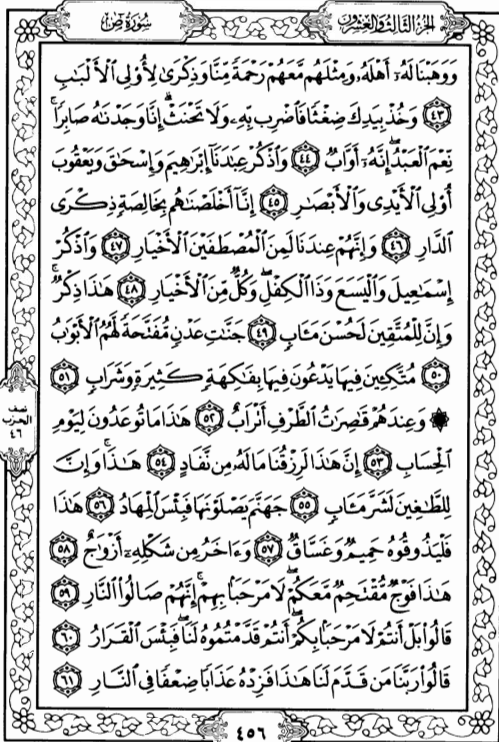 سُورَةُ صٓ
الجزء الثالث والعشرون
وَوَهَبْنَا لَهُۥٓ أَهْلَهُۥ وَمِثْلَهُم مَّعَهُمْ رَحْمَةً مِّنَّا وَذِكْرَىٰ لِأُوْلِى ٱلْأَلْبَٰبِ
٤٣ وَخُذْ بِيَدِكَ ضِغْثًا فَٱضْرِب بِّهِۦ وَلَا تَحْنَثْ ۗ إِنَّا وَجَدْنَٰهُ صَابِرًا ۚ
نِّعْمَ ٱلْعَبْدُ ۖ إِنَّهُۥٓ أَوَّابٌ ٤٤ وَٱذْكُرْ عِبَٰدَنَآ إِبْرَٰهِيمَ وَإِسْحَٰقَ وَيَعْقُوبَ
أُوْلِى ٱلْأَيْدِى وَٱلْأَبْصَٰرِ ٤٥ إِنَّآ أَخْلَصْنَٰهُم بِخَالِصَةٍ ذِكْرَى
ٱلدَّارِ ٤٦ وَإِنَّهُمْ عِندَنَا لَمِنَ ٱلْمُصْطَفَيْنَ ٱلْأَخْيَارِ ٤٧ وَٱذْكُرْ
إِسْمَٰعِيلَ وَٱلْيَسَعَ وَذَا ٱلْكِفْلِ ۖ وَكُلٌّ مِّنَ ٱلْأَخْيَارِ ٤٨ هَٰذَا ذِكْرٌ ۚ
وَإِنَّ لِلْمُتَّقِينَ لَحُسْنَ مَـَٔابٍ ٤٩ جَنَّٰتِ عَدْنٍ مُّفَتَّحَةً لَّهُمُ ٱلْأَبْوَٰبُ
٥٠ مُتَّكِـِٔينَ فِيهَا يَدْعُونَ فِيهَا بِفَٰكِهَةٍ كَثِيرَةٍ وَشَرَابٍ ٥١
۞ وَعِندَهُمْ قَٰصِرَٰتُ ٱلطَّرْفِ أَتْرَابٌ ٥٢ هَٰذَا مَا تُوعَدُونَ لِيَوْمِ
ٱلْحِسَابِ ٥٣ إِنَّ هَٰذَا لَرِزْقُنَا مَا لَهُۥ مِن نَّفَادٍ ٥٤ هَٰذَا ۚ وَإِنَّ
لِلطَّٰغِينَ لَشَرَّ مَـَٔابٍ ٥٥ جَهَنَّمَ يَصْلَوْنَهَا فَبِئْسَ ٱلْمِهَادُ ٥٦ هَٰذَا
فَلْيَذُوقُوهُ حَمِيمٌ وَغَسَّاقٌ ٥٧ وَءَاخَرُ مِن شَكْلِهِۦٓ أَزْوَٰجٌ ٥٨
هَٰذَا فَوْجٌ مُّقْتَحِمٌ مَّعَكُمْ ۖ لَا مَرْحَبًۢا بِهِمْ ۚ إِنَّهُمْ صَالُوا۟ ٱلنَّارِ ٥٩
قَالُوا۟ بَلْ أَنتُمْ لَا مَرْحَبًۢا بِكُمْ ۖ أَنتُمْ قَدَّمْتُمُوهُ لَنَا ۖ فَبِئْسَ ٱلْقَرَارُ ٦٠
قَالُوا۟ رَبَّنَا مَن قَدَّمَ لَنَا هَٰذَا فَزِدْهُ عَذَابًا ضِعْفًا فِى ٱلنَّارِ ٦١
نصف
الحزب
٤٦
٤٥٦